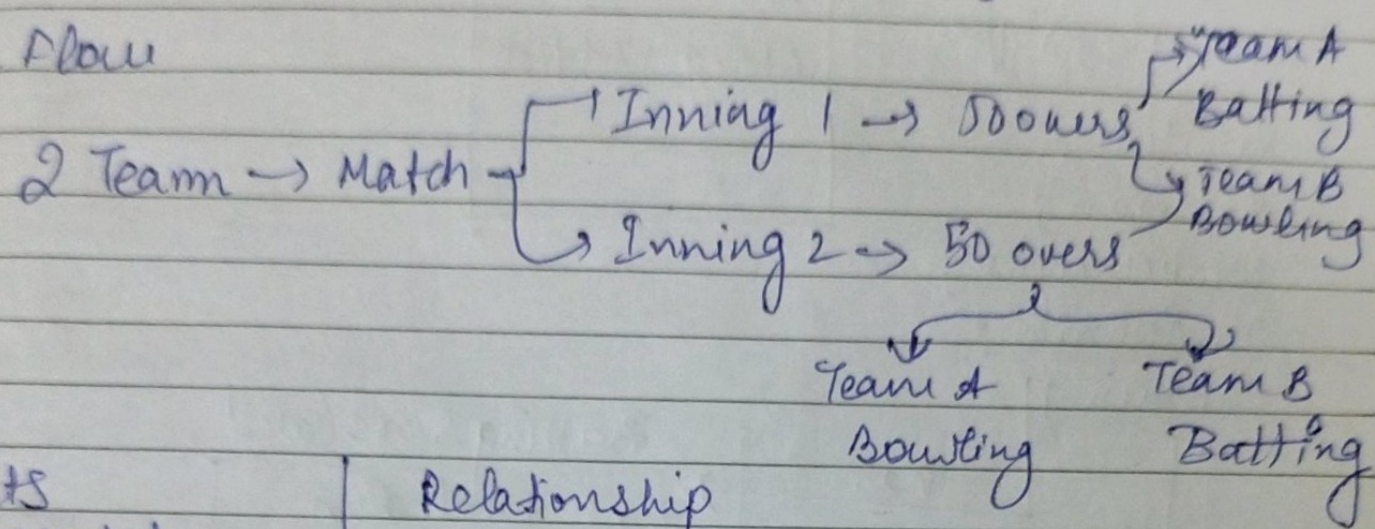 Flow
Team A
Inning 1 → 50 overs Batting
2 Team → Match
Team B
Bowling
Inning 2 → 50 overs
Team A Team B
Bowling Batting
ts Relationship